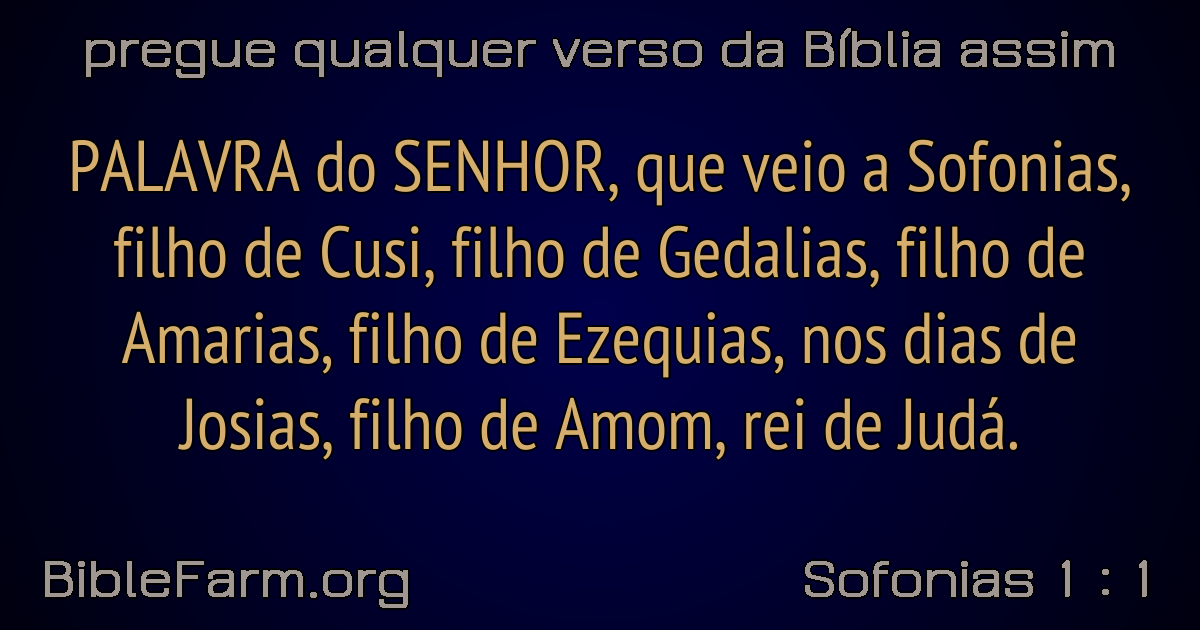 pregue qualquer verso da Bíblia assim
PALAVRA do SENHOR, que veio a Sofonias,
filho de Cusi, filho de Gedalias, filho de
Amarias, filho de Ezequias, nos dias de
Josias, filho de Amom, rei de Judá.
BibleFarm.org
Sofonias 1 : 1